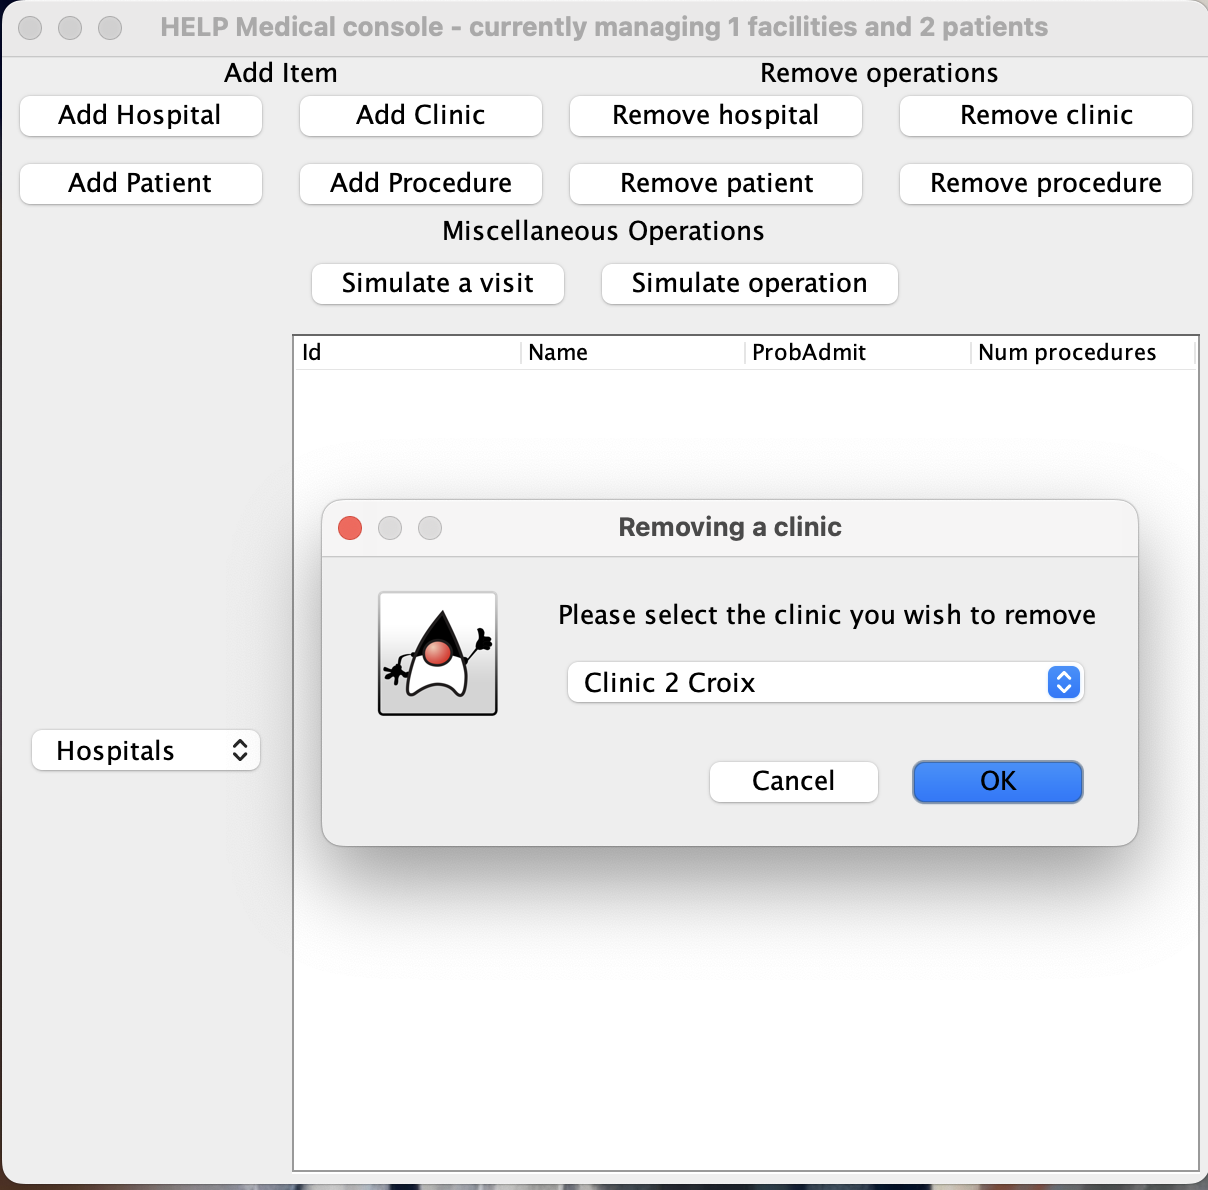 HELP Medical console - currently managing 1 facilities and 2 patients
Add Item Remove operations
Add Hospital Add Clinic Remove hospital Remove clinic
Add Patient Add Procedure Remove patient Remove procedure
Miscellaneous Operations
Simulate a visit Simulate operation
Id Name ProbAdmit Num procedures
Removing a clinic
Please select the clinic you wish to remove
Clinic 2 Croix
Hospitals
Cancel OK